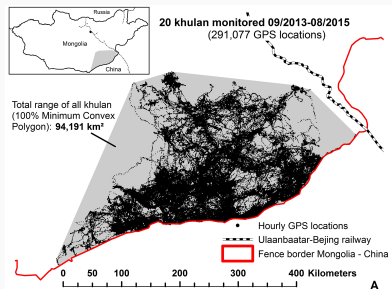 Russia
Mongolia
China
20 khulan monitored 09/2013-08/2015
(291,077 GPS locations)
Total range of all khulan
(100% Minimum Convex
Polygon): 94,191 km²
Hourly GPS locations
Ulaanbaatar-Bejing railway
Fence border Mongolia - China
0 50 100 200 300 400 Kilometers
A